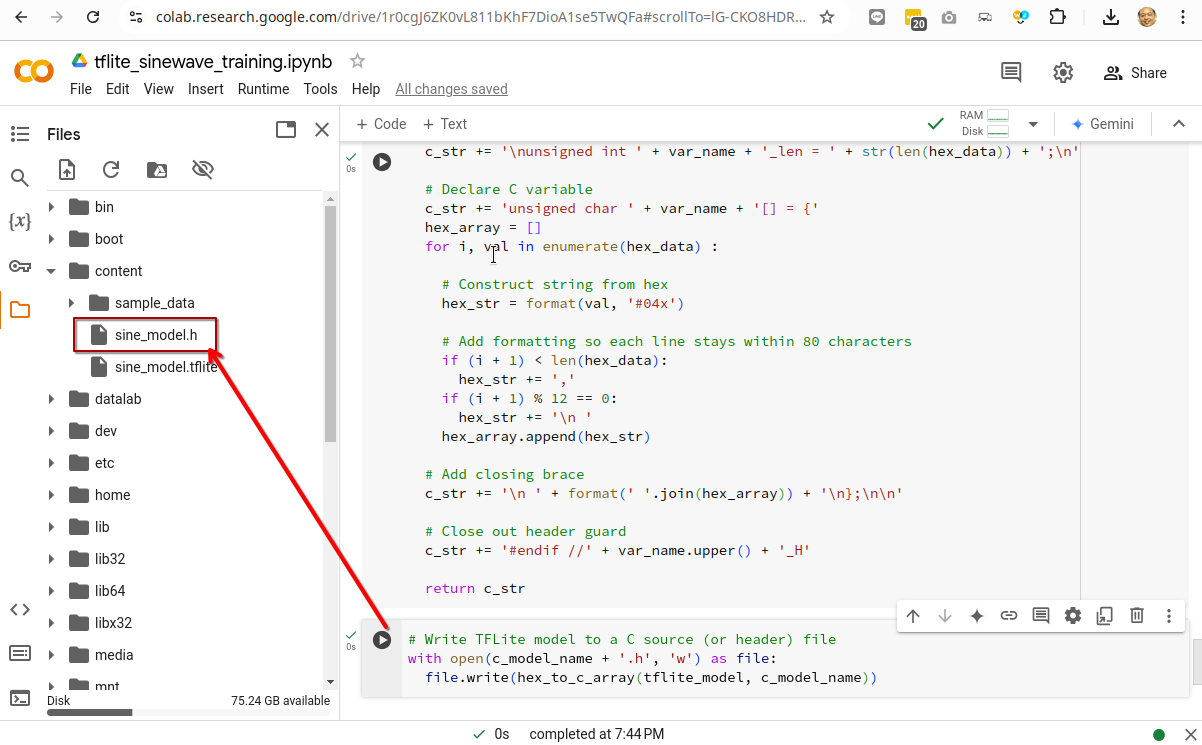 colab.research.google.com/drive/1r0cgJ6ZK0vL811bKhF7DioA1se5TwQFa#scrollTo=lG-CKO8HDR...
20
tflite_sinewave_training.ipynb
File Edit View Insert Runtime Tools Help All changes saved
Share
Files
+ Code + Text
RAM
Disk
Gemini
bin
boot
content
sample_data
sine_model.h
sine_model.tflite
datalab
dev
etc
home
lib
lib32
lib64
libx32
media
mnt
Disk 75.24 GB available
{x}
0s
c_str += '\nunsigned int ' + var_name + '_len = ' + str(len(hex_data)) + ';\n'
# Declare C variable
c_str += 'unsigned char ' + var_name + '[] = {'
hex_array = []
for i, val in enumerate(hex_data) :
# Construct string from hex
hex_str = format(val, '#04x')
# Add formatting so each line stays within 80 characters
if (i + 1) < len(hex_data):
hex_str += ','
if (i + 1) % 12 == 0:
hex_str += '\n '
hex_array.append(hex_str)
# Add closing brace
c_str += '\n ' + format(' '.join(hex_array)) + '\n};\n\n'
# Close out header guard
c_str += '#endif //' + var_name.upper() + '_H'
return c_str
0s
# Write TFLite model to a C source (or header) file
with open(c_model_name + '.h', 'w') as file:
file.write(hex_to_c_array(tflite_model, c_model_name))
0s completed at 7:44 PM